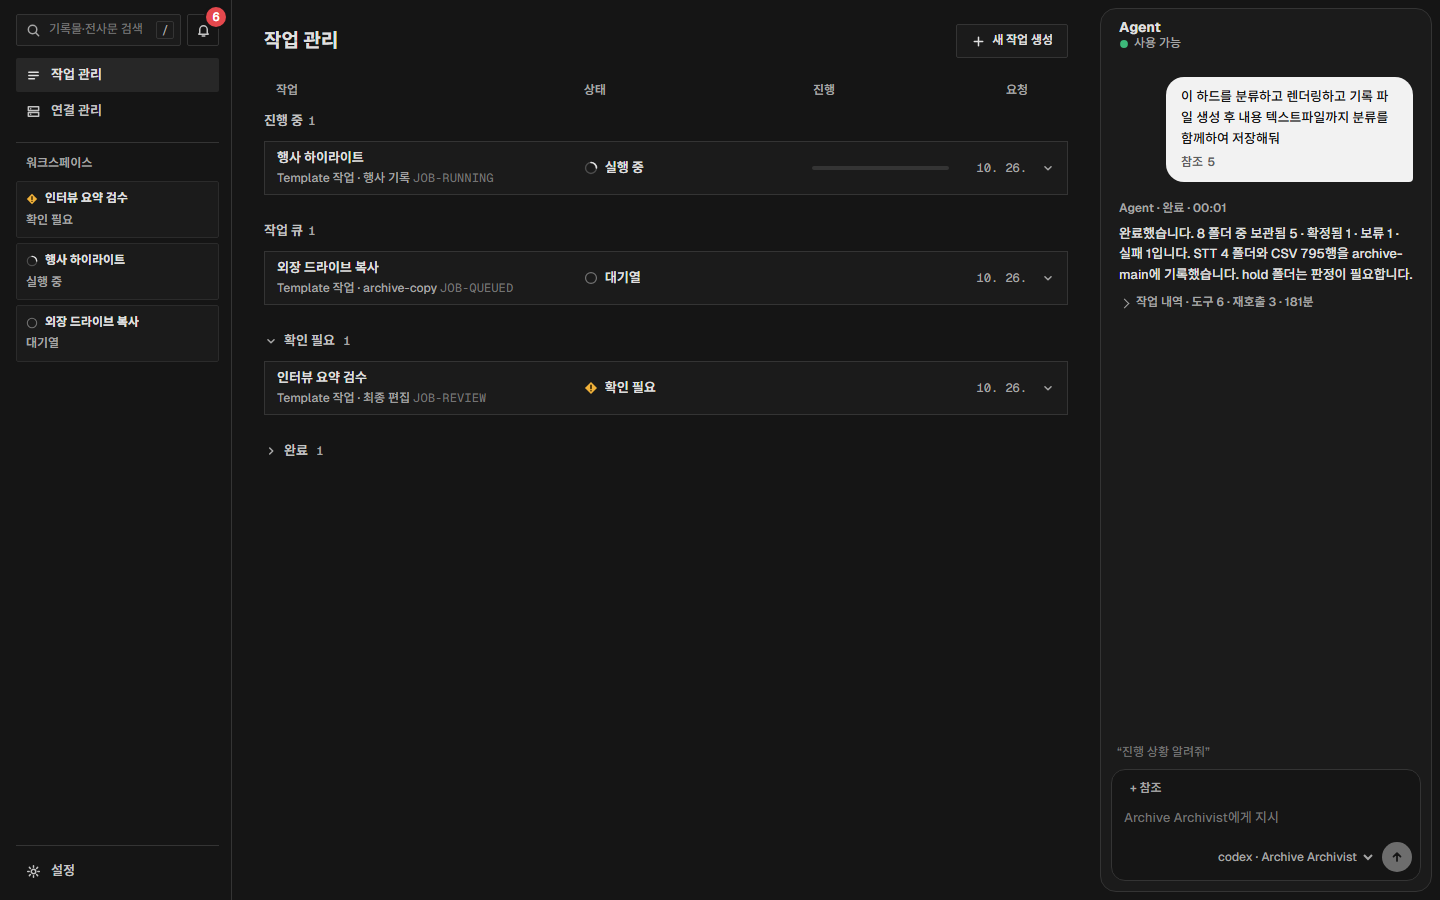 기록물·전사문 검색
/
6
작업 관리
연결 관리
워크스페이스
인터뷰 요약 검수
확인 필요
행사 하이라이트
실행 중
외장 드라이브 복사
대기열
설정
작업 관리
새 작업 생성
작업 상태 진행 요청
진행 중 1
행사 하이라이트
Template 작업 · 행사 기록 JOB-RUNNING
실행 중
10. 26.
작업 큐 1
외장 드라이브 복사
Template 작업 · archive-copy JOB-QUEUED
대기열
10. 26.
확인 필요 1
인터뷰 요약 검수
Template 작업 · 최종 편집 JOB-REVIEW
확인 필요
10. 26.
완료 1
Agent
사용 가능
이 하드를 분류하고 렌더링하고 기록 파
일 생성 후 내용 텍스트파일까지 분류를
함께하여 저장해둬
참조 5
Agent · 완료 · 00:01
완료했습니다. 8 폴더 중 보관됨 5 · 확정됨 1 · 보류 1 ·
실패 1입니다. STT 4 폴더와 CSV 795행을 archive-
main에 기록했습니다. hold 폴더는 판정이 필요합니다.
작업 내역 · 도구 6 · 재호출 3 · 181분
“진행 상황 알려줘”
+ 참조
Archive Archivist에게 지시
codex · Archive Archivist